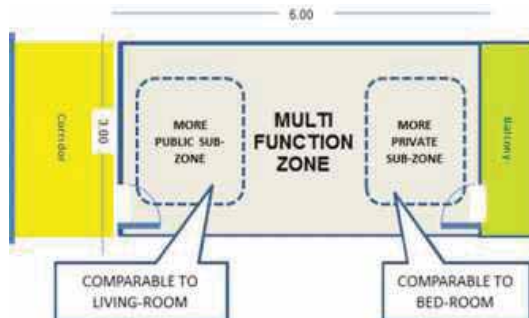 6.00
Corridor
3.00
MORE
PUBLIC SUB-
ZONE
MULTI
FUNCTION
ZONE
MORE
PRIVATE
SUB-ZONE
Balcony
COMPARABLE TO
LIVING-ROOM
COMPARABLE TO
BED-ROOM